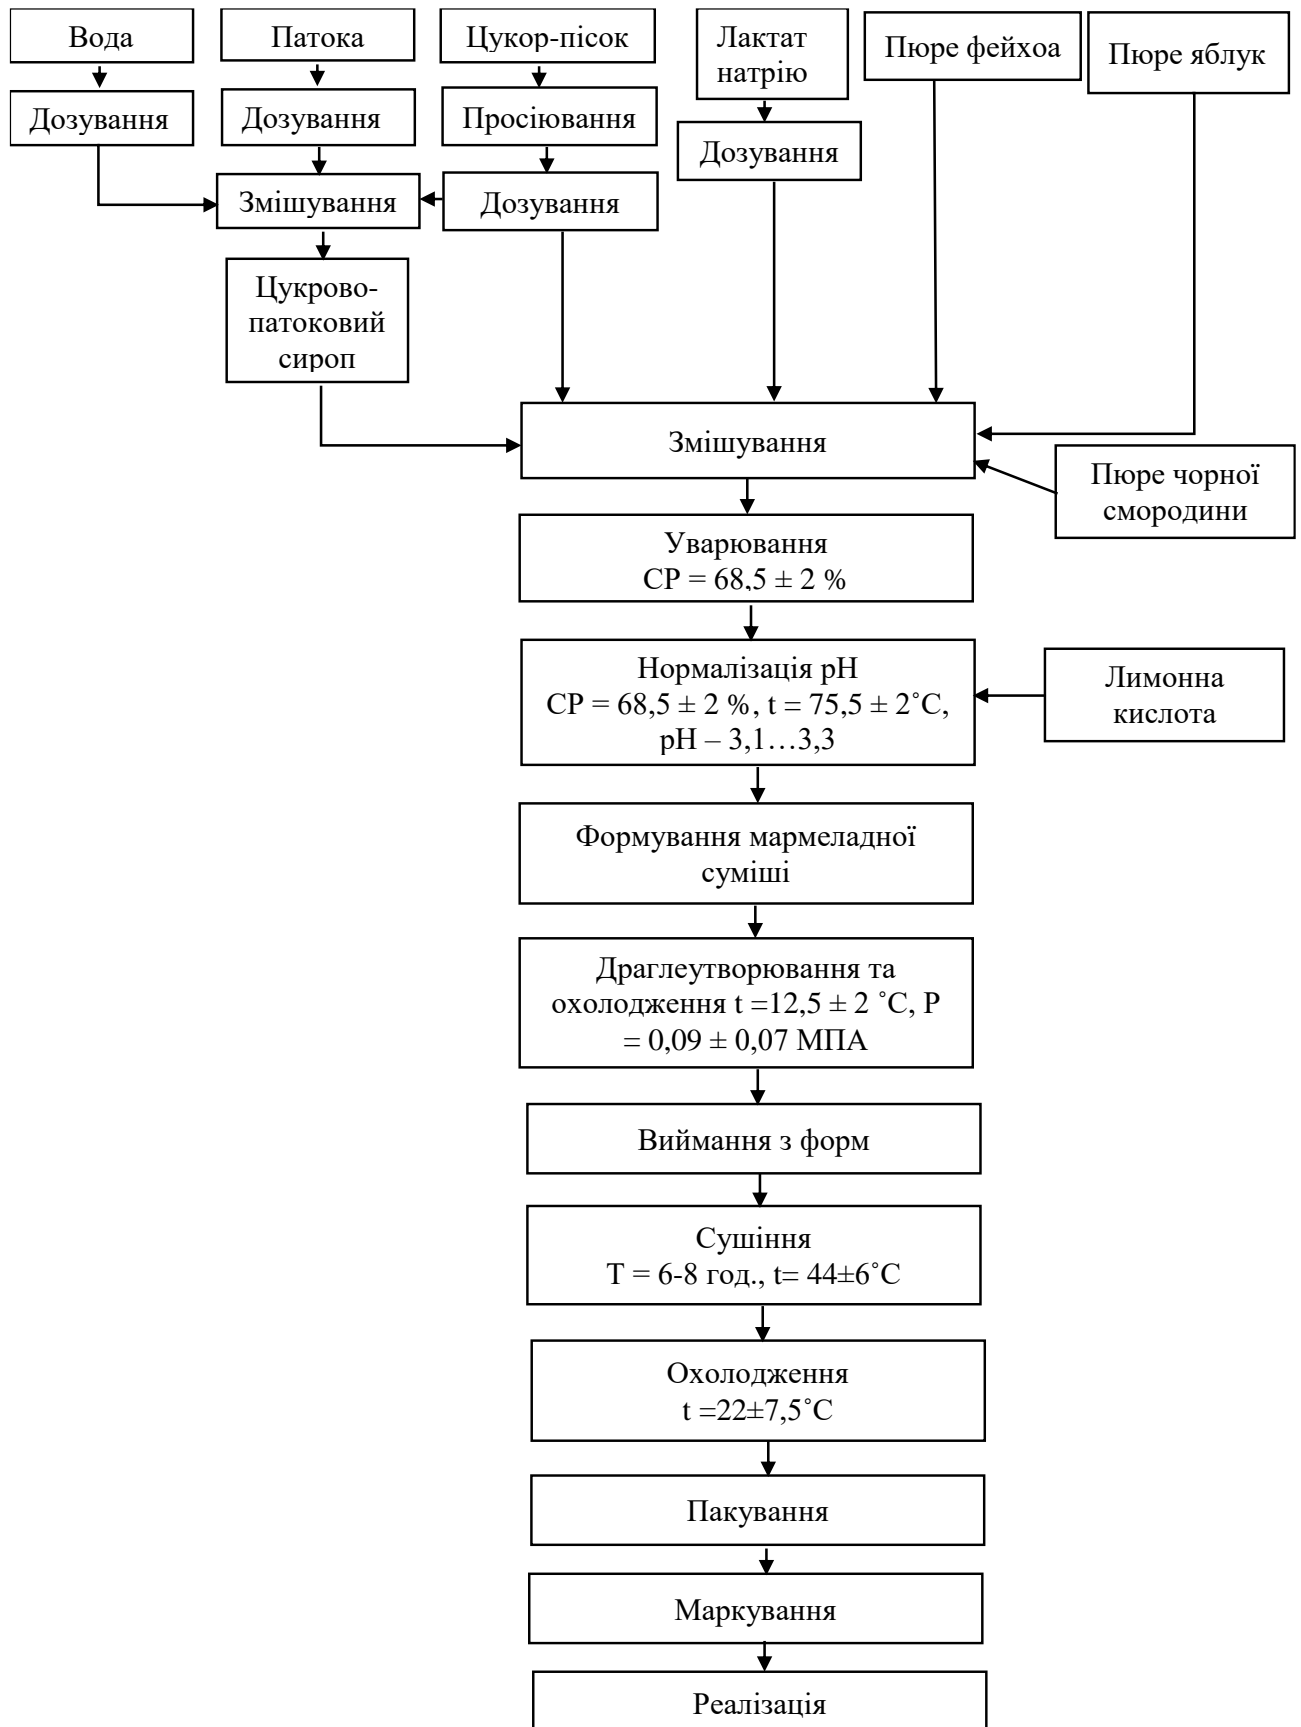 Вода
Патока
Цукор-пісок
Лактат
натрію
Пюре фейхоа
Пюре яблук
Дозування
Дозування
Просіювання
Дозування
Змішування
Дозування
Цукрово-
патоковий
сироп
Змішування
Пюре чорної
смородини
Уварювання
СР = 68,5 ± 2 %
Нормалізація рН
СР = 68,5 ± 2 %, t = 75,5 ± 2˚С,
рН – 3,1…3,3
Лимонна
кислота
Формування мармеладної
суміші
Драглеутворювання та
охолодження t =12,5 ± 2 ˚С, Р
= 0,09 ± 0,07 МПА
Виймання з форм
Сушіння
Т = 6-8 год., t= 44±6˚С
Охолодження
t =22±7,5˚С
Пакування
Маркування
Реалізація